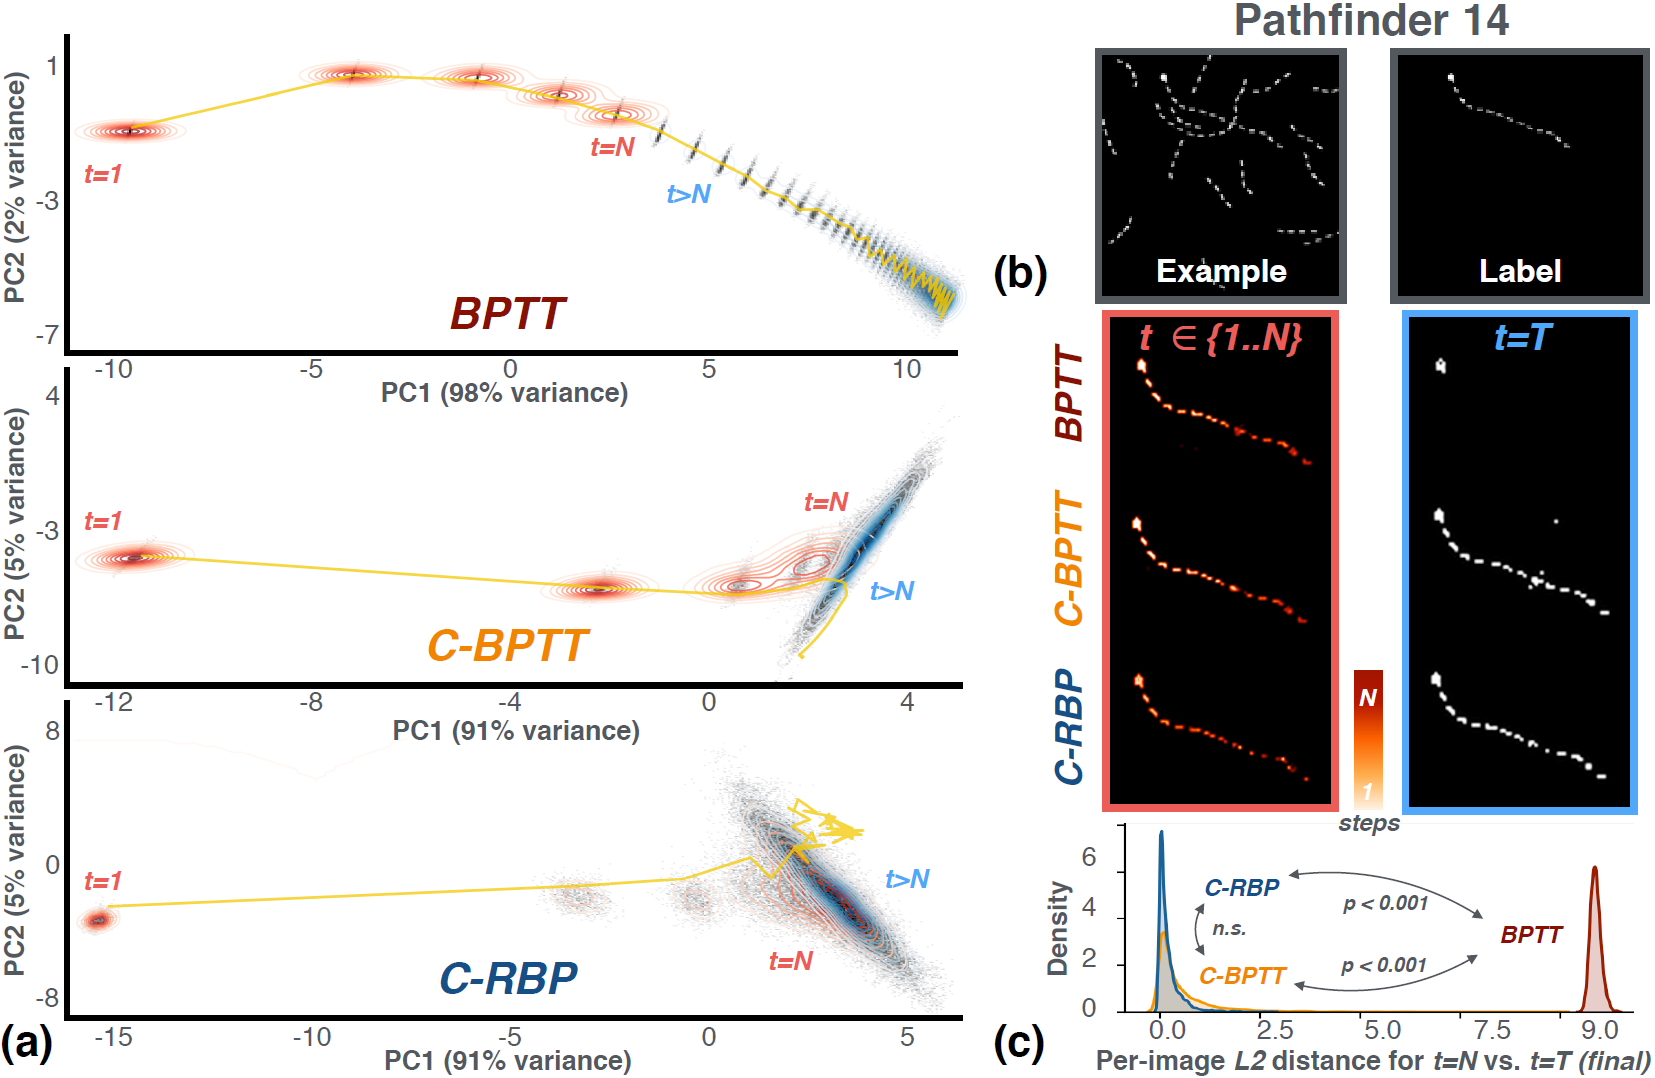 Pathfinder 14
PC2 (2% variance)
1
-3
-7
t=1
t=N
t>N
BPTT
-10
-5
0
5
10
PC1 (98% variance)
PC2 (5% variance)
4
-3
-10
t=1
t=N
t>N
C-BPTT
-12
-8
-4
0
4
PC1 (91% variance)
PC2 (5% variance)
8
0
-8
t=1
t=N
t>N
C-RBP
-15
-10
-5
0
5
PC1 (91% variance)
(a)
(b)
Example
Label
t ∈ {1..N}
t=T
BPTT
C-BPTT
C-RBP
N
1
steps
Density
6
4
2
0
C-RBP
n.s.
C-BPTT
p < 0.001
p < 0.001
BPTT
0.0
2.5
5.0
7.5
9.0
(c)
Per-image L2 distance for t=N vs. t=T (final)